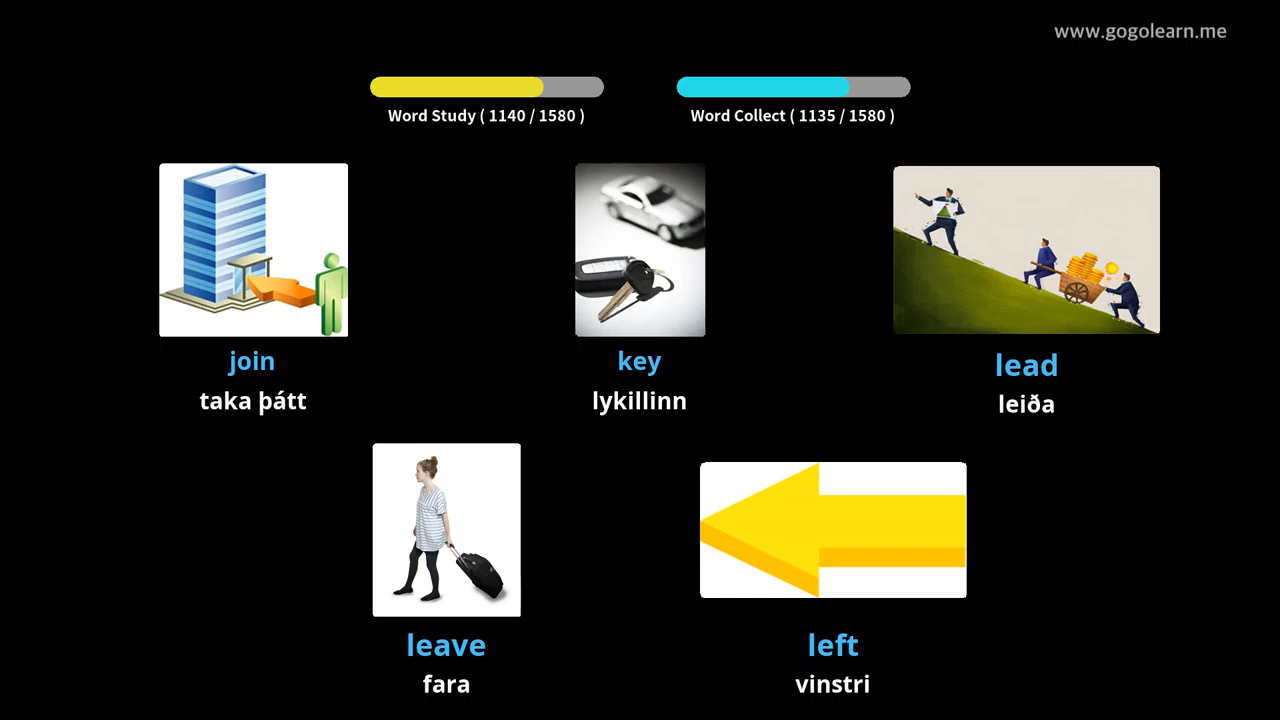 www.gogolearn.me
Word Study ( 1140 / 1580 )
Word Collect ( 1135 / 1580 )
join
taka þátt
key
lykillinn
lead
leiða
leave
fara
left
vinstri